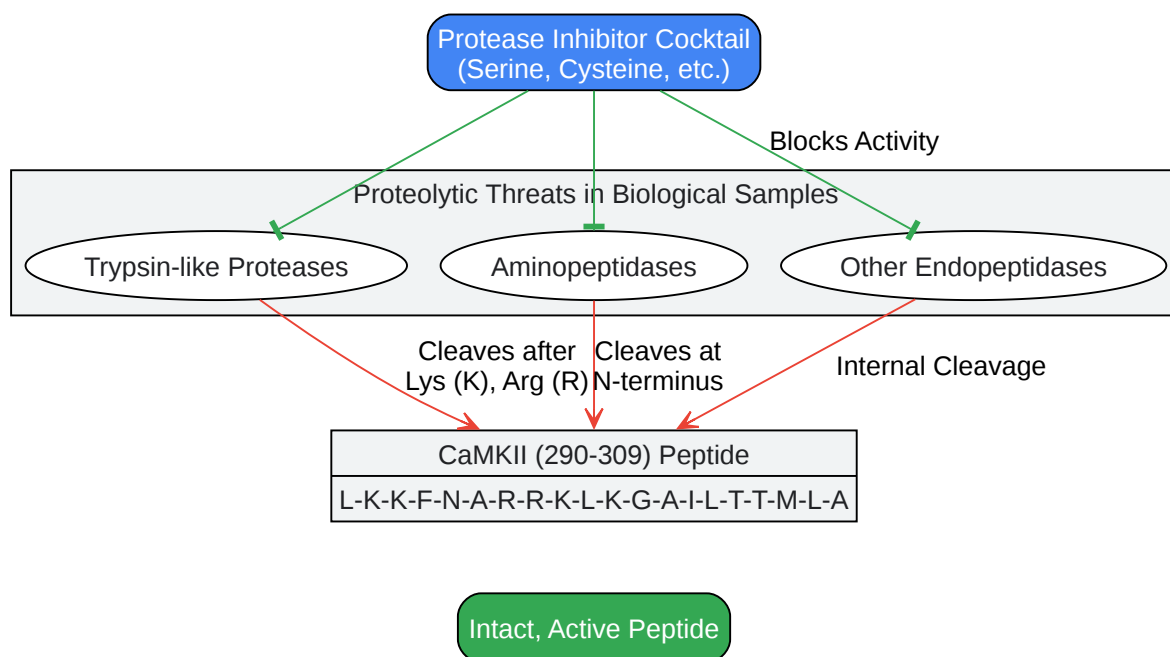 Protease Inhibitor Cocktail
(Serine, Cysteine, etc.)
Blocks Activity
Proteolytic Threats in Biological Samples
Trypsin-like Proteases
Aminopeptidases
Other Endopeptidases
Cleaves after
Lys (K), Arg (R)
Cleaves at
N-terminus
Internal Cleavage
CaMKII (290-309) Peptide
L-K-K-F-N-A-R-R-K-L-K-G-A-I-L-T-T-M-L-A
Intact, Active Peptide